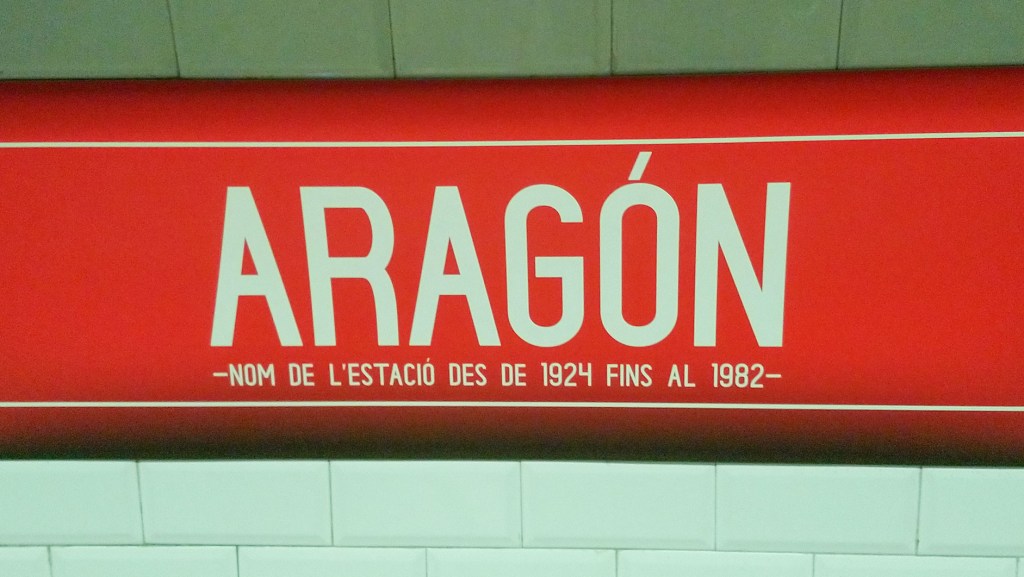 ARAGÓN
-NOM DE L'ESTACIÓ DES DE 1924 FINS AL 1982-